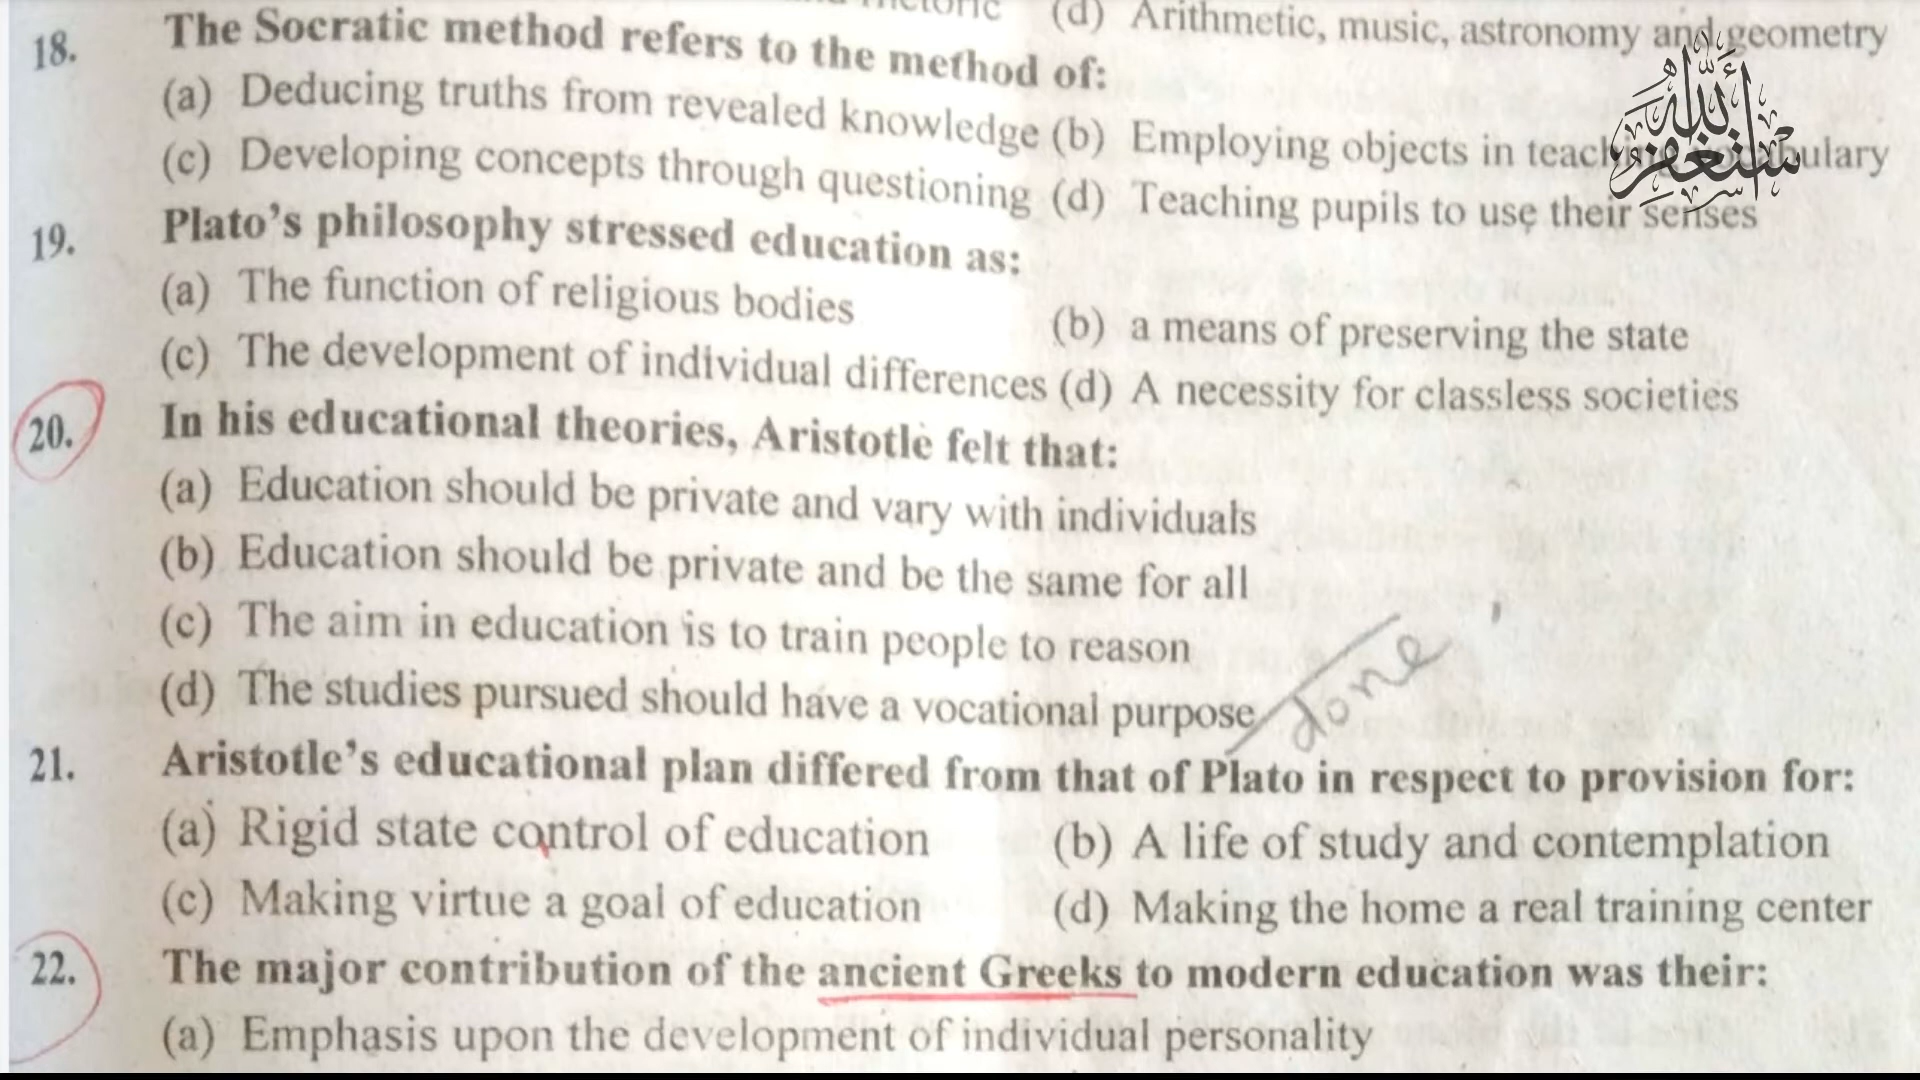 (d) Arithmetic, music, astronomy and geometry
18. The Socratic method refers to the method of:
(a) Deducing truths from revealed knowledge (b) Employing objects in teaching vocabulary
(c) Developing concepts through questioning (d) Teaching pupils to use their senses
19. Plato's philosophy stressed education as:
(a) The function of religious bodies (b) a means of preserving the state
(c) The development of individual differences (d) A necessity for classless societies
20. In his educational theories, Aristotle felt that:
(a) Education should be private and vary with individuals
(b) Education should be private and be the same for all
(c) The aim in education is to train people to reason
(d) The studies pursued should have a vocational purpose
done
21. Aristotle's educational plan differed from that of Plato in respect to provision for:
(a) Rigid state control of education (b) A life of study and contemplation
(c) Making virtue a goal of education (d) Making the home a real training center
22. The major contribution of the ancient Greeks to modern education was their:
(a) Emphasis upon the development of individual personality
أستغفر الله